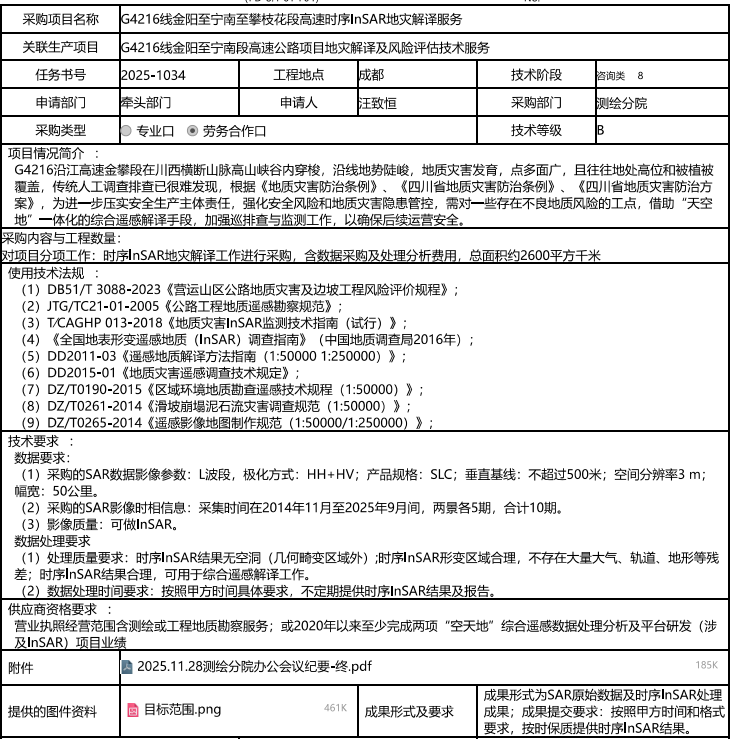 采购项目名称 G4216线金阳至宁南至攀枝花段高速时序InSAR地灾解译服务
关联生产项目 G4216线金阳至宁南段高速公路项目地灾解译及风险评估技术服务
任务书号 2025-1034 工程地点 成都 技术阶段 咨询类 8
申请部门 牵头部门 申请人 汪致恒 采购部门 测绘分院
采购类型 专业口 劳务合作口 技术等级 B
项目情况简介 ：
G4216沿江高速金攀段在川西横断山脉高山峡谷内穿梭，沿线地势陡峻，地质灾害发育，点多面广，且往往地处高位和被植被
覆盖，传统人工调查排查已很难发现，根据《地质灾害防治条例》、《四川省地质灾害防治条例》、《四川省地质灾害防治方
案》，为进一步压实安全生产主体责任，强化安全风险和地质灾害隐患管控，需对一些存在不良地质风险的工点，借助“天空
地”一体化的综合遥感解译手段，加强巡排查与监测工作，以确保后续运营安全。
采购内容与工程数量：
对项目分项工作：时序InSAR地灾解译工作进行采购，含数据采购及处理分析费用，总面积约2600平方千米
使用技术法规 ：
（1）DB51/T 3088-2023《营运山区公路地质灾害及边坡工程风险评价规程》；
（2）JTG/TC21-01-2005《公路工程地质遥感勘察规范》；
（3）T/CAGHP 013-2018《地质灾害InSAR监测技术指南（试行）》；
（4）《全国地表形变遥感地质（InSAR）调查指南》（中国地质调查局2016年）；
（5）DD2011-03《遥感地质解译方法指南（1:50000 1:250000）》；
（6）DD2015-01《地质灾害遥感调查技术规定》；
（7）DZ/T0190-2015《区域环境地质勘查遥感技术规程（1:50000）》；
（8）DZ/T0261-2014《滑坡崩塌泥石流灾害调查规范（1:50000）》；
（9）DZ/T0265-2014《遥感影像地图制作规范（1:50000/1:250000）》；
技术要求 ：
数据要求：
（1）采购的SAR数据影像参数：L波段，极化方式：HH+HV；产品规格：SLC；垂直基线：不超过500米；空间分辨率3 m；
幅宽：50公里。
（2）采购的SAR影像时相信息：采集时间在2014年11月至2025年9月间，两景各5期，合计10期。
（3）影像质量：可做InSAR。
数据处理要求
（1）处理质量要求：时序InSAR结果无空洞（几何畸变区域外）;时序InSAR形变区域合理，不存在大量大气、轨道、地形等残
差；时序InSAR结果合理，可用于综合遥感解译工作。
（2）数据处理时间要求：按照甲方时间具体要求，不定期提供时序InSAR结果及报告。
供应商资格要求 ：
营业执照经营范围含测绘或工程地质勘察服务；或2020年以来至少完成两项“空天地”综合遥感数据处理分析及平台研发（涉
及InSAR）项目业绩
附件 2025.11.28测绘分院办公会议纪要-终.pdf 185K
提供的图件资料 目标范围.png 461K 成果形式及要求 成果形式为SAR原始数据及时序InSAR处理
成果；成果提交要求：按照甲方时间和格式
要求，按时保质提供时序InSAR结果。